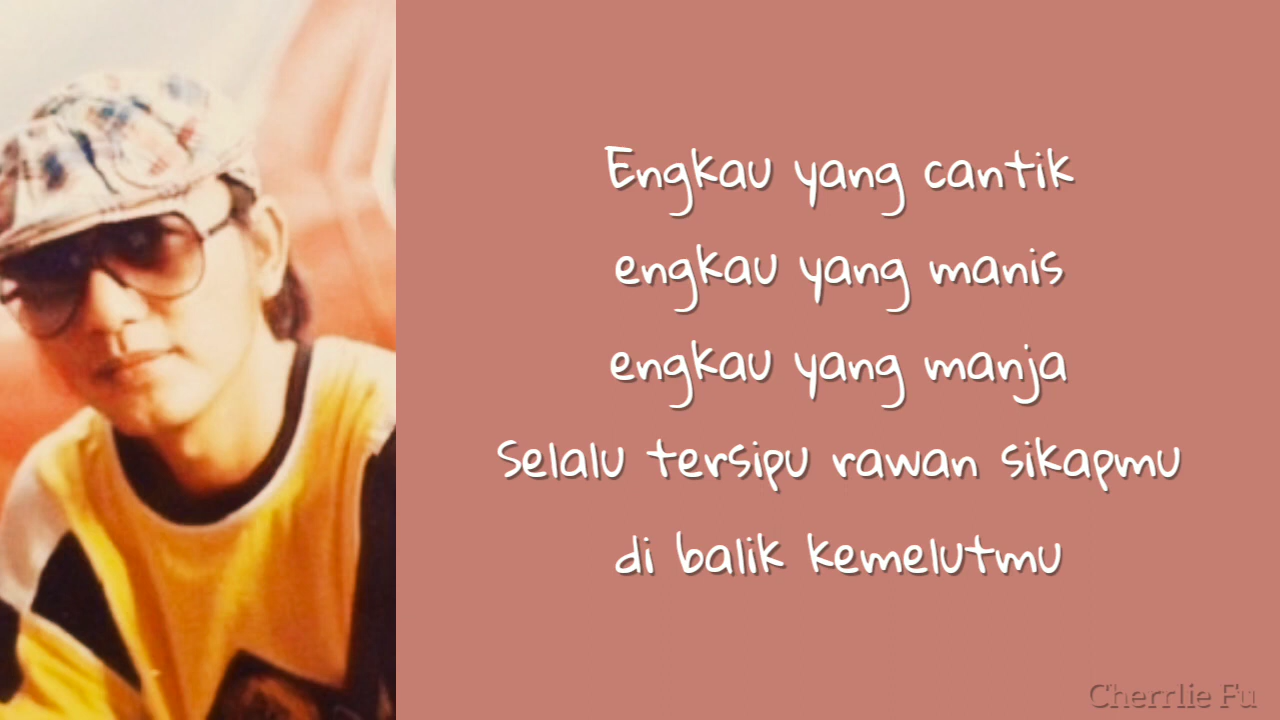 Engkau yang cantik
engkau yang manis
engkau yang manja
Selalu tersipu rawan sikapmu
di balik kemelutmu
Cherrlie Fu